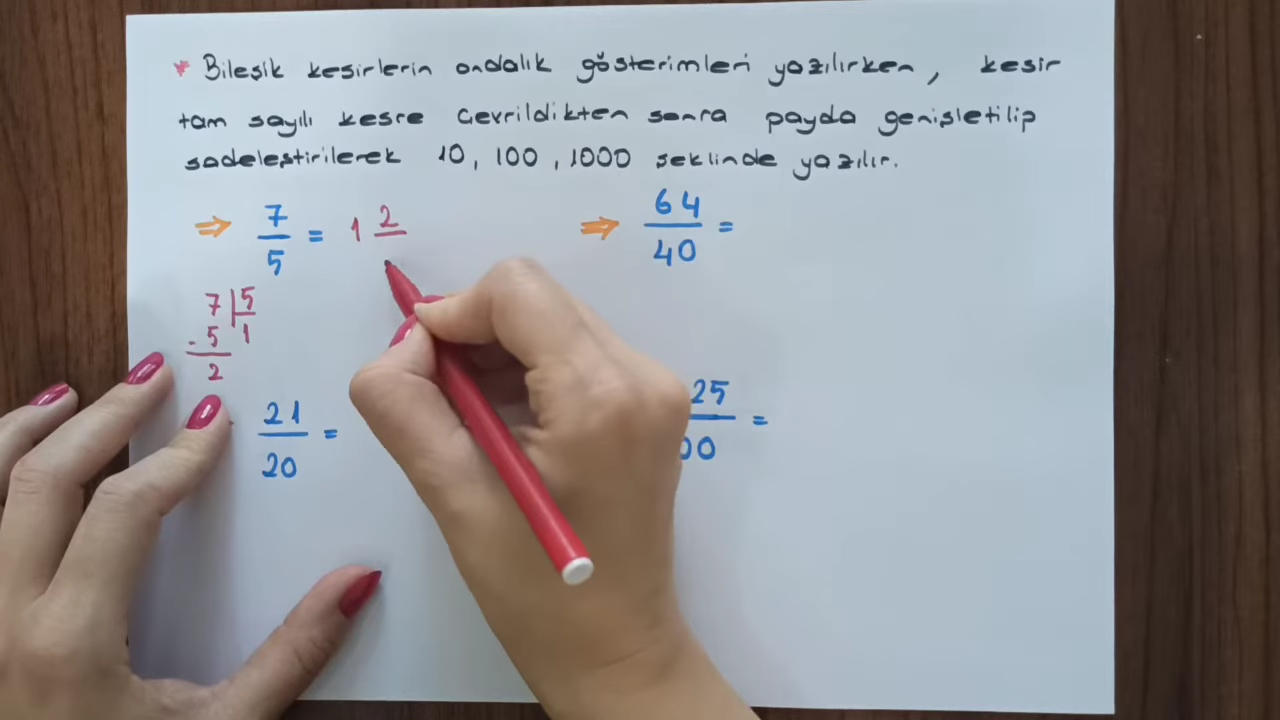 * Bileşik kesirlerin ondalık gösterimleri yazılırken, kesir
tam sayılı kesre çevrildikten sonra payda genişletilip
sadeleştirilerek 10, 100, 1000 şeklinde yazılır.
⇒ 7/5 = 1 2/
7 | 5
- 5 1
2
⇒ 64/40 =
21/20 =
25/00 =